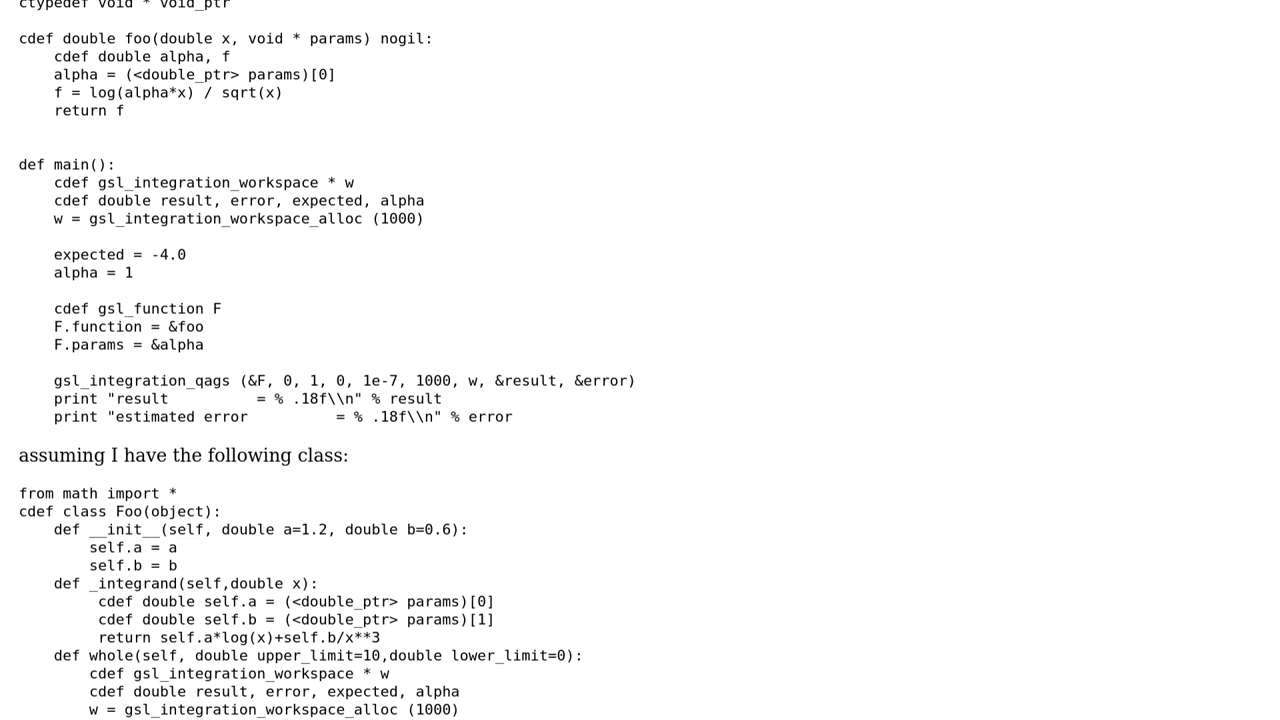 ctypedef void * void_ptr
cdef double foo(double x, void * params) nogil:
    cdef double alpha, f
    alpha = (<double_ptr> params)[0]
    f = log(alpha*x) / sqrt(x)
    return f
def main():
    cdef gsl_integration_workspace * w
    cdef double result, error, expected, alpha
    w = gsl_integration_workspace_alloc (1000)
    expected = -4.0
    alpha = 1
    cdef gsl_function F
    F.function = &foo
    F.params = &alpha
    gsl_integration_qags (&F, 0, 1, 0, 1e-7, 1000, w, &result, &error)
    print "result          = % .18f\\n" % result
    print "estimated error          = % .18f\\n" % error
assuming I have the following class:
from math import *
cdef class Foo(object):
    def __init__(self, double a=1.2, double b=0.6):
        self.a = a
        self.b = b
    def _integrand(self,double x):
         cdef double self.a = (<double_ptr> params)[0]
         cdef double self.b = (<double_ptr> params)[1]
         return self.a*log(x)+self.b/x**3
    def whole(self, double upper_limit=10,double lower_limit=0):
        cdef gsl_integration_workspace * w
        cdef double result, error, expected, alpha
        w = gsl_integration_workspace_alloc (1000)